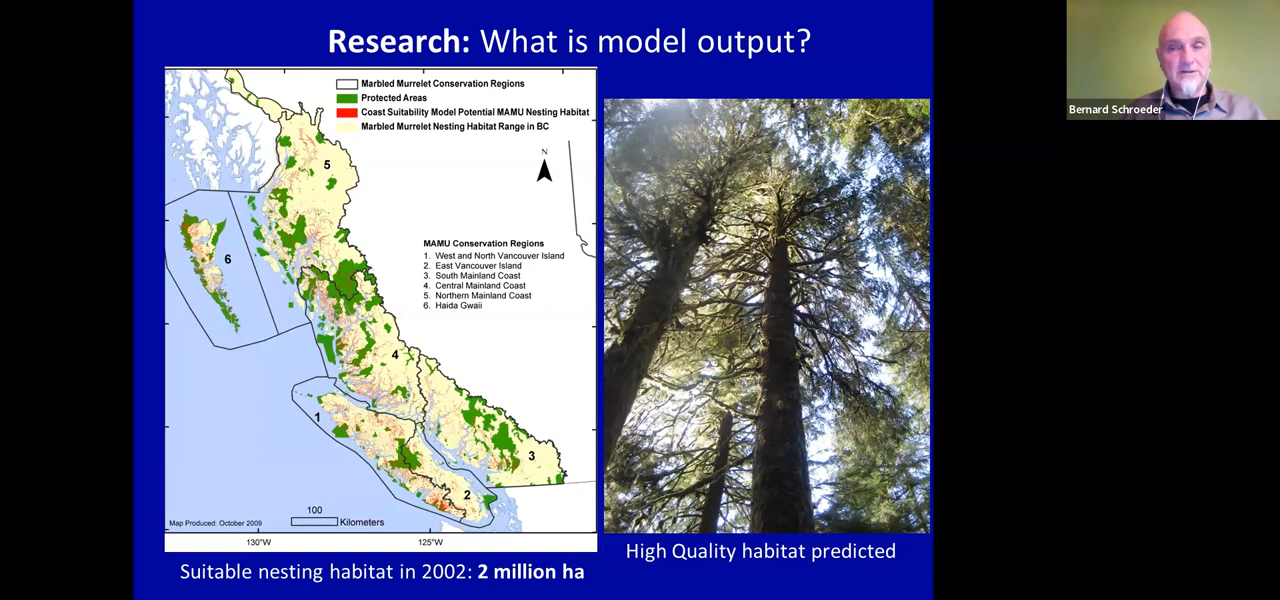 Research: What is model output?
Marbled Murrelet Conservation Regions
Protected Areas
Coast Suitability Model Potential MAMU Nesting Habitat
Marbled Murrelet Nesting Habitat Range in BC
N
5
6
MAMU Conservation Regions
1. West and North Vancouver Island
2. East Vancouver Island
3. South Mainland Coast
4. Central Mainland Coast
5. Northern Mainland Coast
6. Haida Gwaii
4
1
3
2
100
Kilometers
Map Produced: October 2009
130°W
125°W
Suitable nesting habitat in 2002: 2 million ha
High Quality habitat predicted
Bernard Schroeder